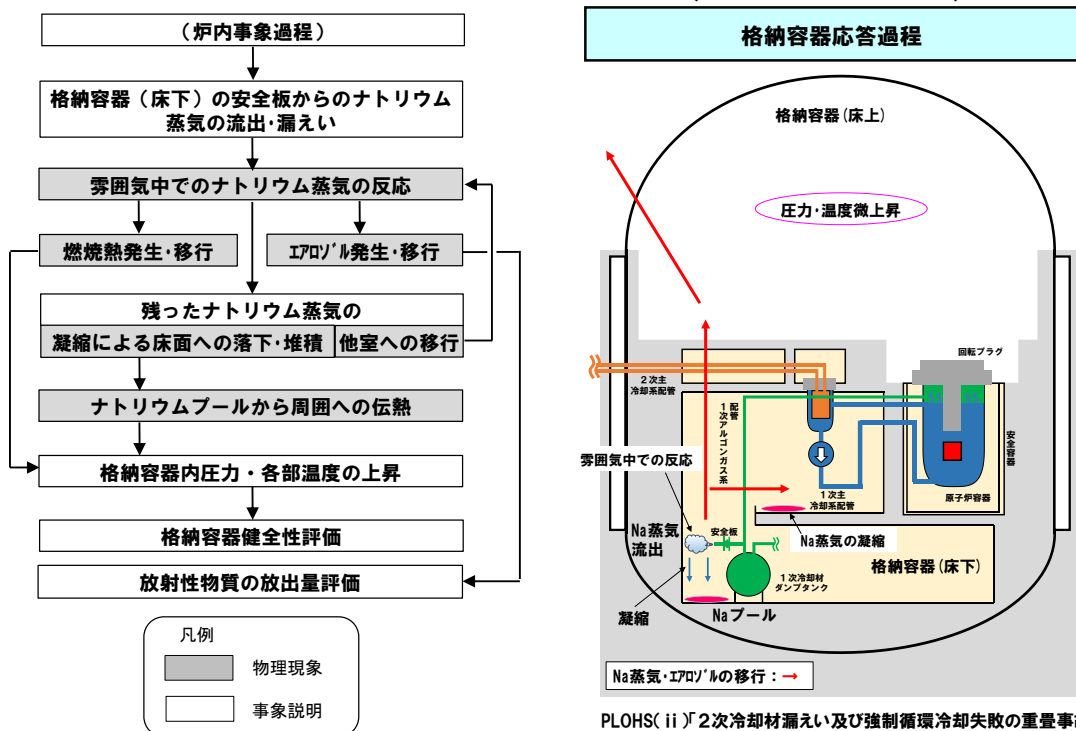 (炉内事象過程)
格納容器(床下)の安全板からのナトリウム
蒸気の流出・漏えい
雰囲気中でのナトリウム蒸気の反応
燃焼熱発生・移行
エアロゾル発生・移行
残ったナトリウム蒸気の
凝縮による床面への落下・堆積
他室への移行
ナトリウムプールから周囲への伝熱
格納容器内圧力・各部温度の上昇
格納容器健全性評価
放射性物質の放出量評価
凡例
物理現象
事象説明
格納容器応答過程
格納容器(床上)
圧力・温度微上昇
回転プラグ
2次主
冷却系配管
1次アルゴンガス系
配管
安全容器
雰囲気中での反応
原子炉容器
1次主
冷却系配管
Na蒸気
流出
安全板
Na蒸気の凝縮
格納容器(床下)
1次冷却材
ダンプタンク
凝縮
Naプール
Na蒸気・エアロゾルの移行:→
PLOHS(ii)「2次冷却材漏えい及び強制循環冷却失敗の重畳事